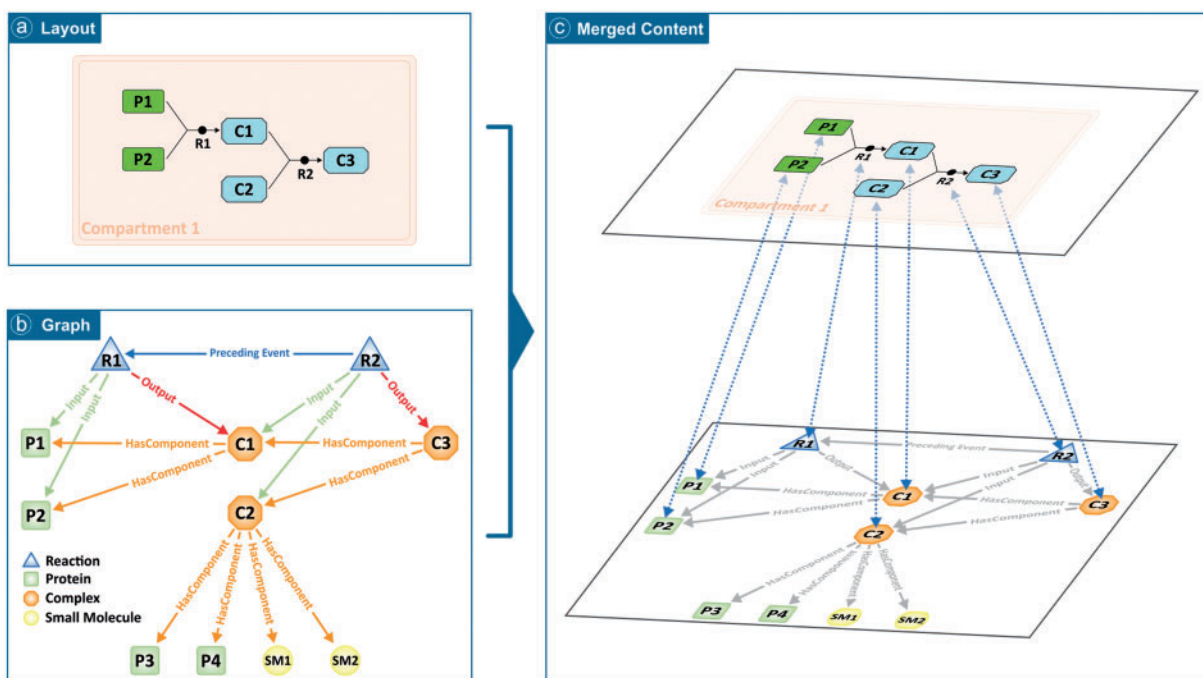 a Layout
P1
P2
R1
C1
C2
R2
C3
Compartment 1
b Graph
R1
Preceding Event
R2
Input
Input
Output
Input
Input
Output
P1
HasComponent
C1
HasComponent
C3
HasComponent
HasComponent
P2
C2
HasComponent
HasComponent
HasComponent
HasComponent
Reaction
Protein
Complex
Small Molecule
P3
P4
SM1
SM2
c Merged Content
P1
P2
R1
C1
C2
R2
C3
Compartment 1
R1
Preceding Event
R2
Input
Input
Output
Input
Input
Output
P1
HasComponent
C1
HasComponent
C3
P2
HasComponent
C2
HasComponent
HasComponent
HasComponent
HasComponent
HasComponent
P3
P4
SM1
SM2